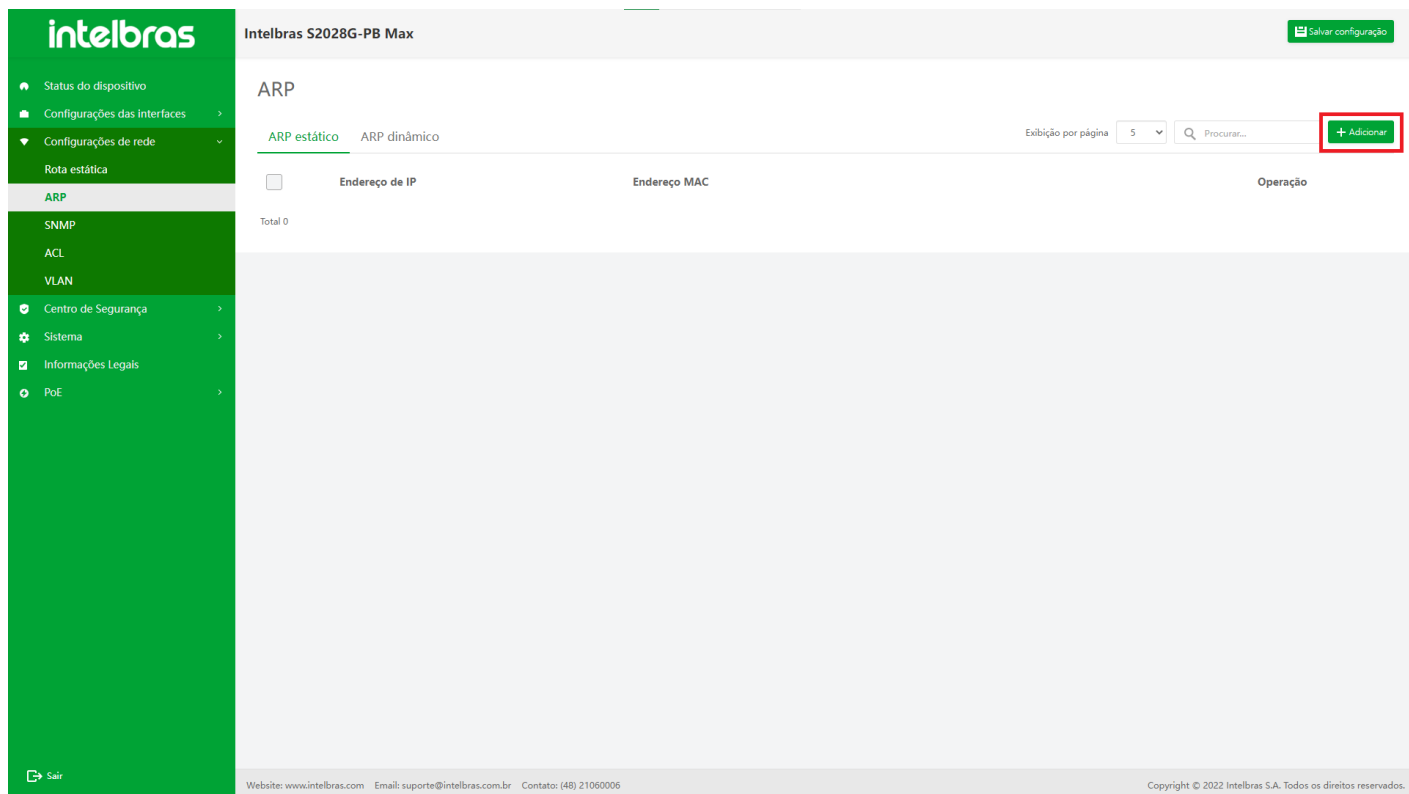 intelbras
Intelbras S2028G-PB Max
Salvar configuração
Status do dispositivo
Configurações das interfaces
Configurações de rede
Rota estática
ARP
SNMP
ACL
VLAN
Centro de Segurança
Sistema
Informações Legais
PoE
Sair
ARP
ARP estático ARP dinâmico
Exibição por página 5 Procurar... + Adicionar
Endereço de IP Endereço MAC Operação
Total 0
Website: www.intelbras.com Email: suporte@intelbras.com.br Contato: (48) 21060006 Copyright © 2022 Intelbras S.A. Todos os direitos reservados.